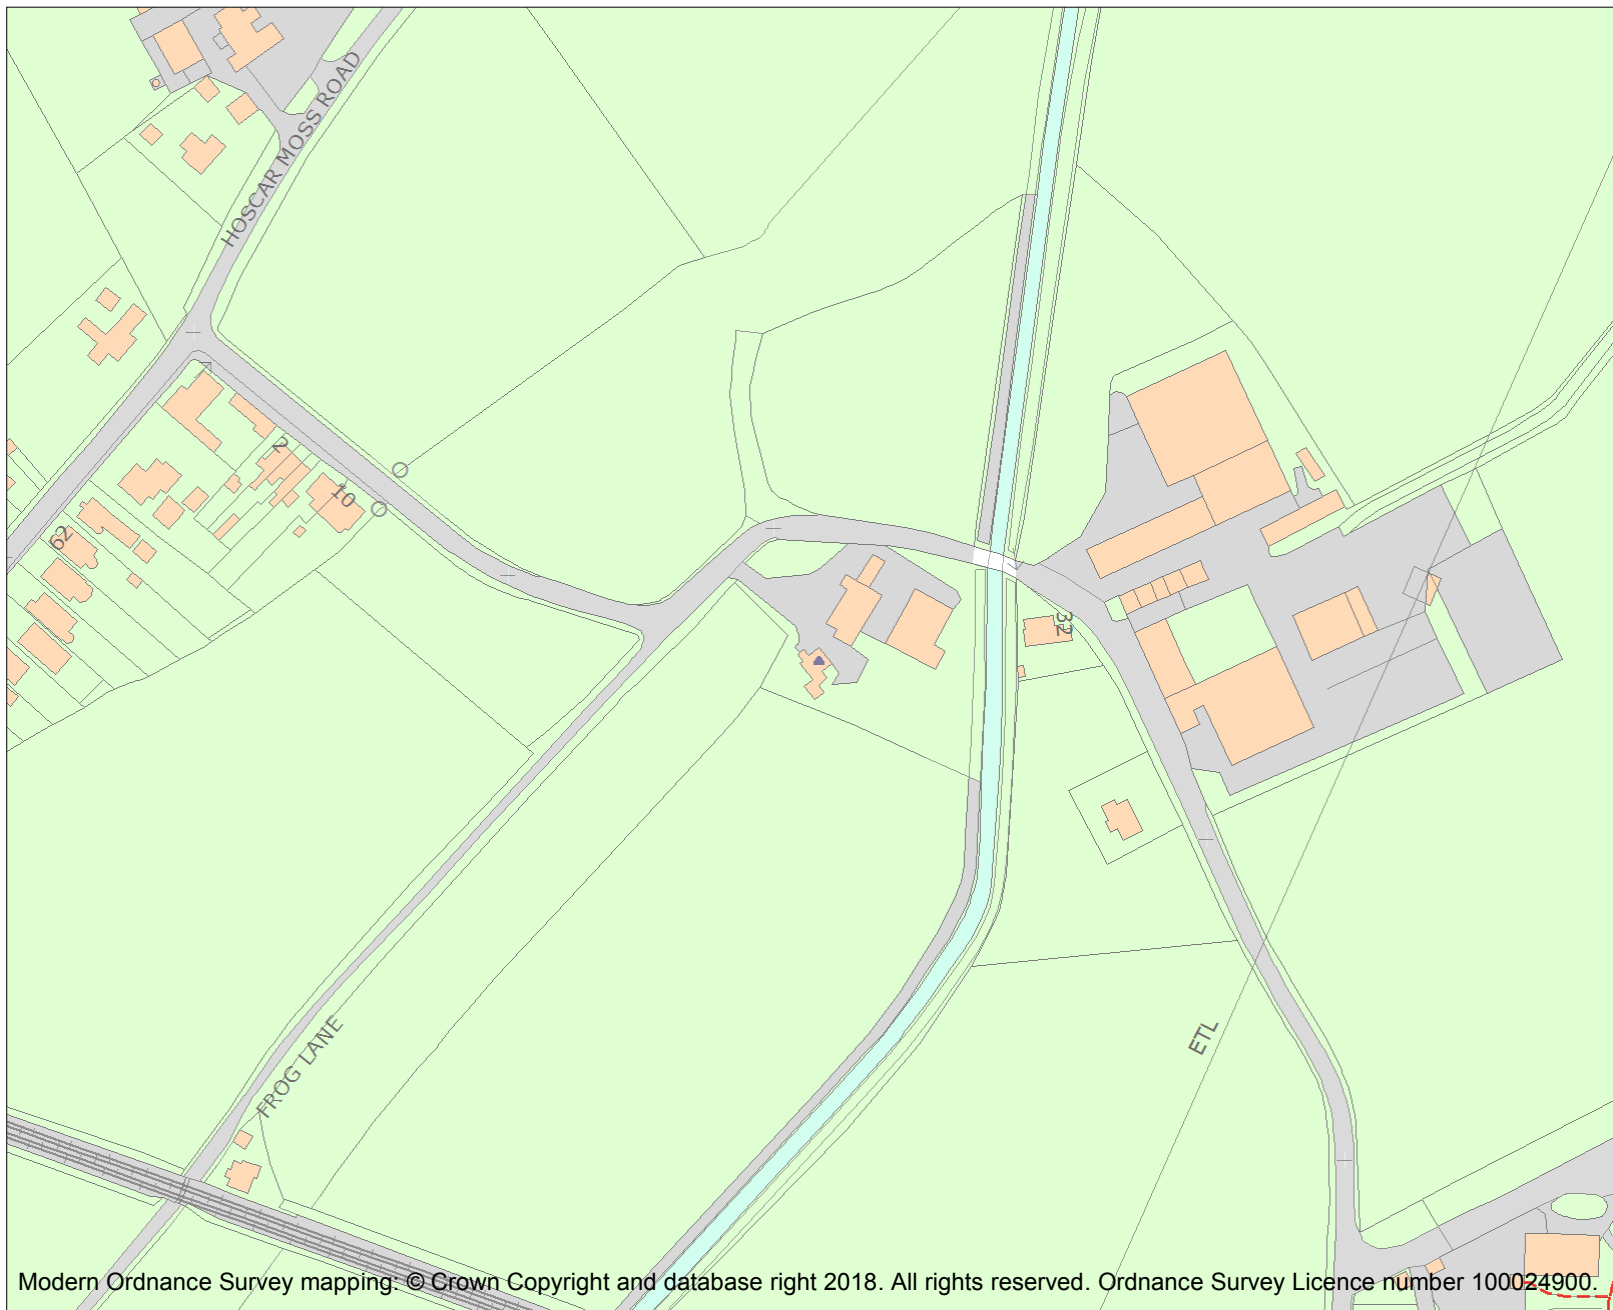 HOSCAR MOSS ROAD
2
10
62
32
ETL
FROG LANE
Modern Ordnance Survey mapping: © Crown Copyright and database right 2018. All rights reserved. Ordnance Survey Licence number 100024900.